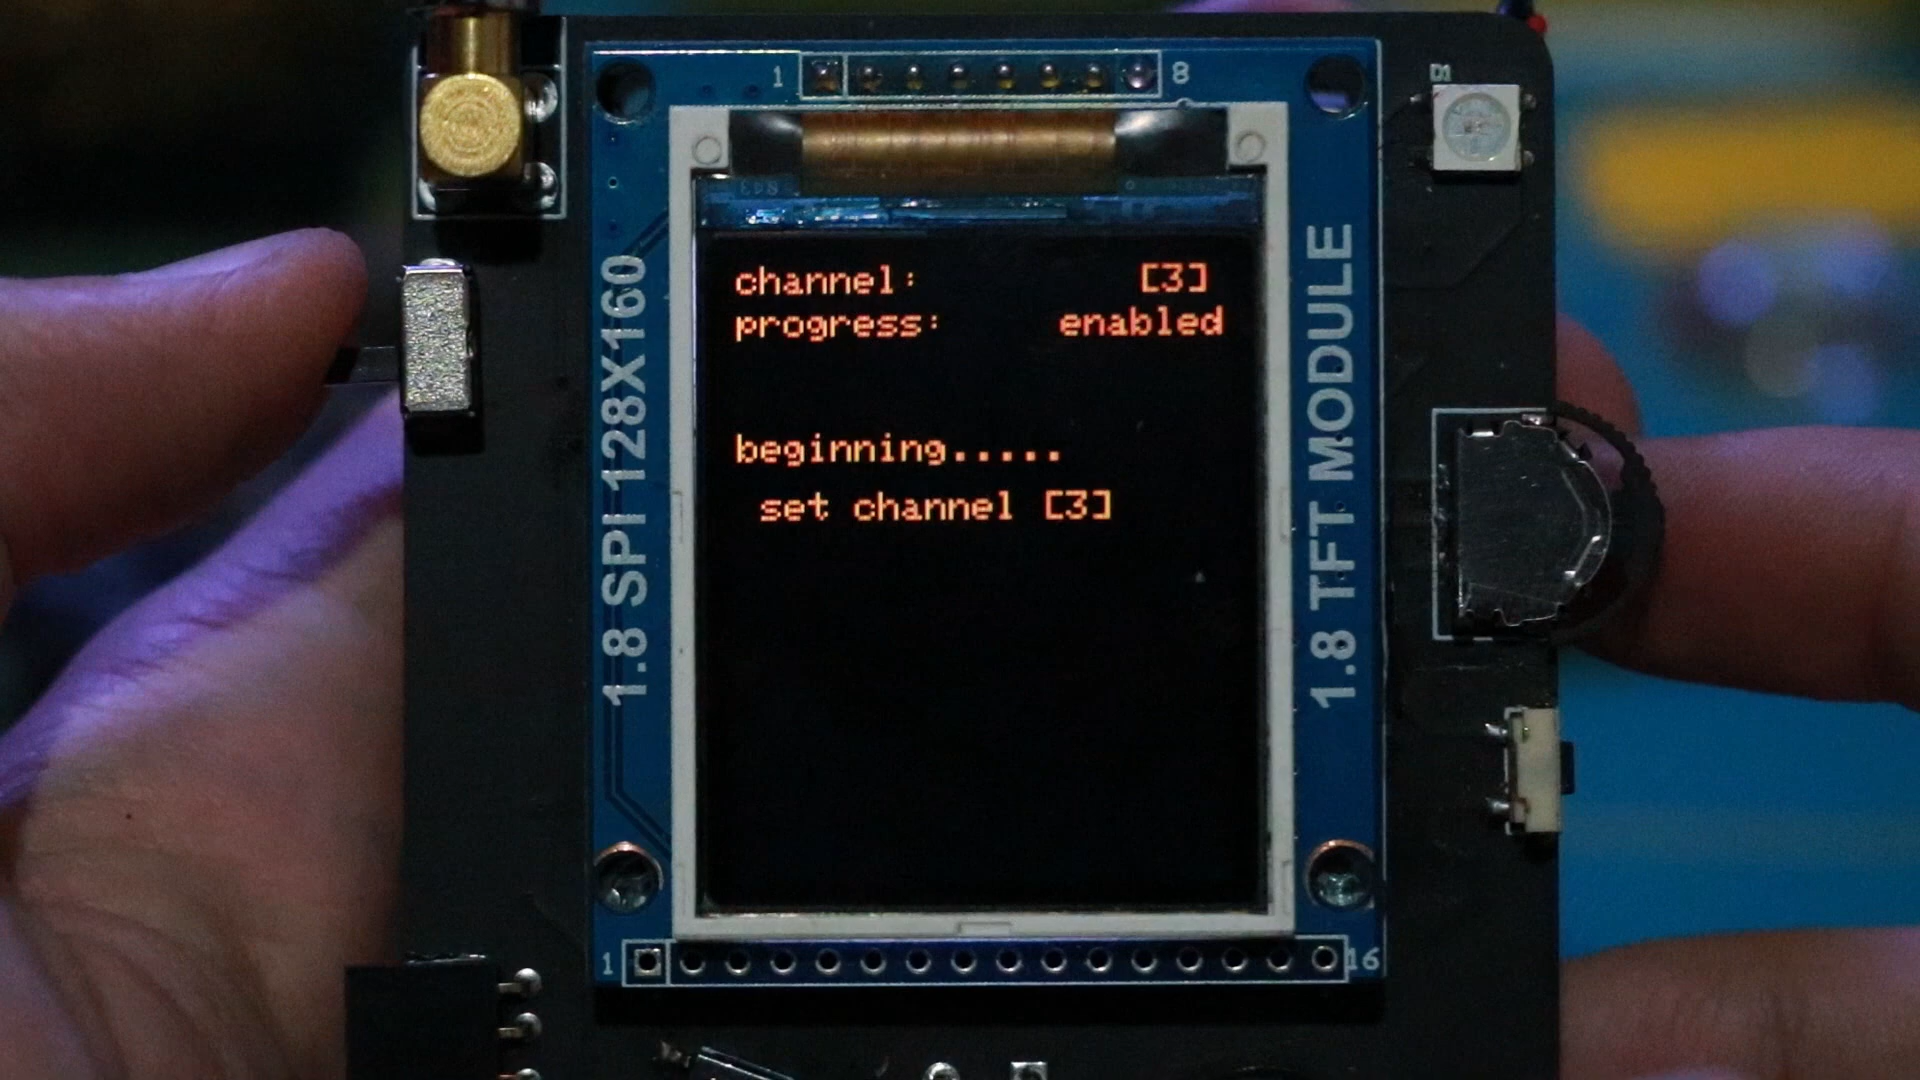 1 8
D1
channel: [3]
progress: enabled
beginning.....
set channel [3]
1.8 SPI 128X160
1.8 TFT MODULE
1 16